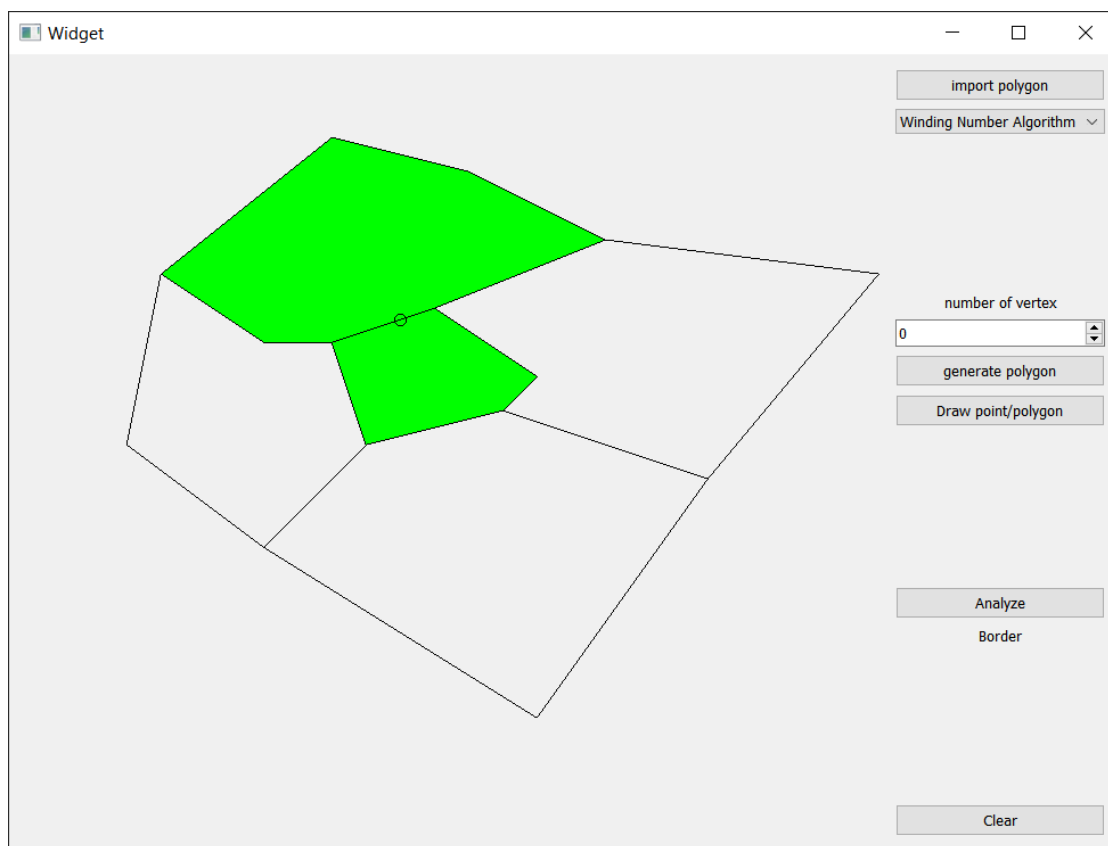 Widget
import polygon
Winding Number Algorithm
number of vertex
0
generate polygon
Draw point/polygon
Analyze
Border
Clear